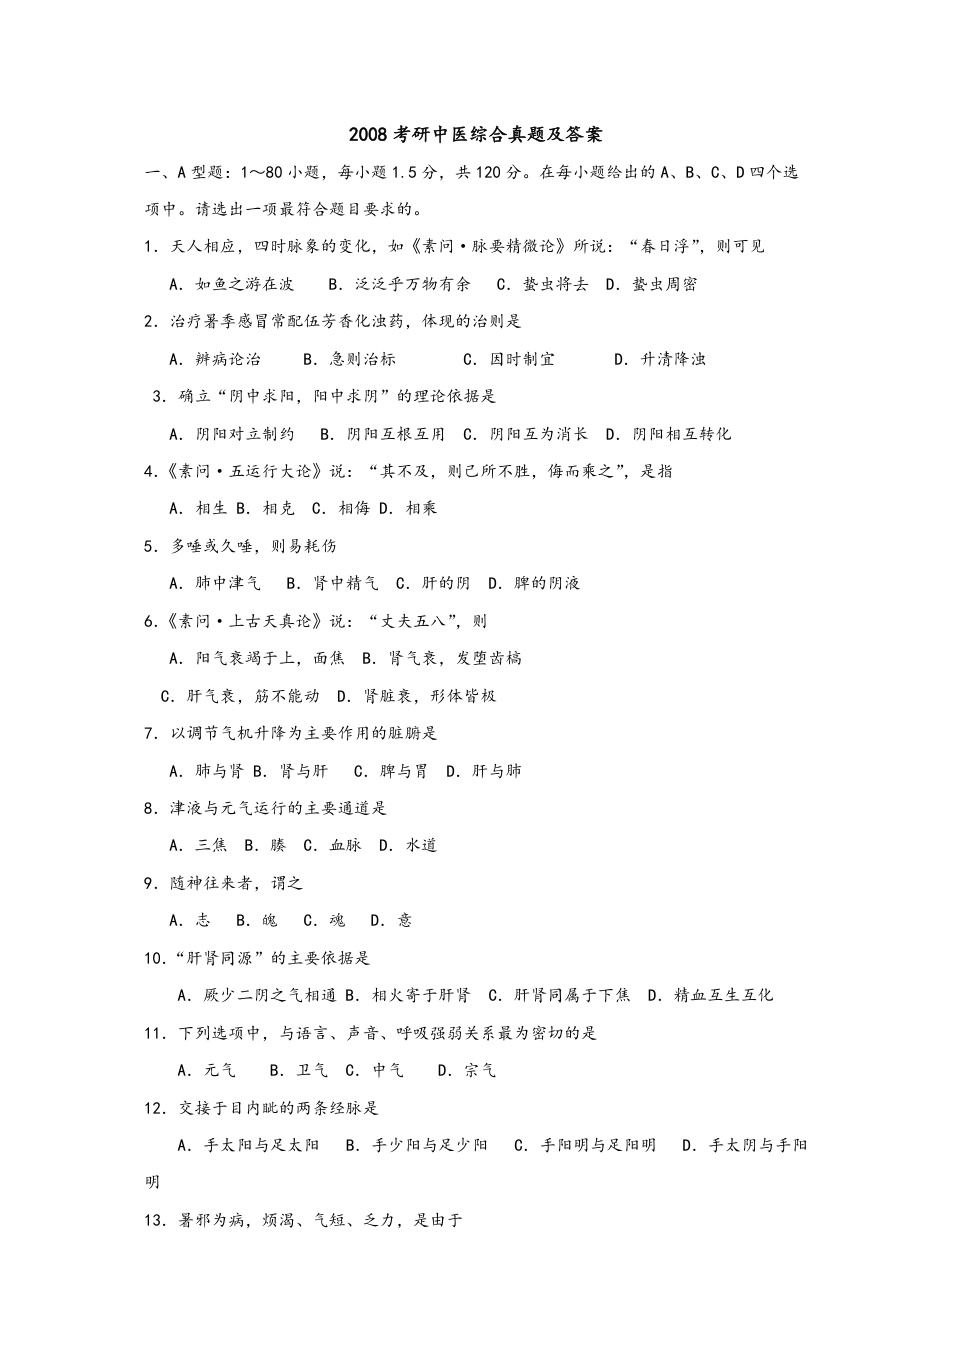 2008 考研中医综合真题及答案
一、A 型题：1～80 小题，每小题 1.5 分，共 120 分。在每小题给出的 A、B、C、D 四个选
项中。请选出一项最符合题目要求的。
1．天人相应，四时脉象的变化，如《素问·脉要精微论》所说：“春日浮”，则可见
A．如鱼之游在波 B．泛泛乎万物有余 C．蛰虫将去 D．蛰虫周密
2．治疗暑季感冒常配伍芳香化浊药，体现的治则是
A．辨病论治 B．急则治标 C．因时制宜 D．升清降浊
3．确立“阴中求阳，阳中求阴”的理论依据是
A．阴阳对立制约 B．阴阳互根互用 C．阴阳互为消长 D．阴阳相互转化
4.《素问·五运行大论》说：“其不及，则已所不胜，侮而乘之”，是指
A．相生 B．相克 C．相侮 D．相乘
5．多唾或久唾，则易耗伤
A．肺中津气 B．肾中精气 C．肝的阴 D．脾的阴液
6.《素问·上古天真论》说：“丈夫五八”，则
A．阳气衰竭于上，面焦 B．肾气衰，发堕齿槁
C．肝气衰，筋不能动 D．肾脏衰，形体皆极
7．以调节气机升降为主要作用的脏腑是
A．肺与肾 B．肾与肝 C．脾与胃 D．肝与肺
8．津液与元气运行的主要通道是
A．三焦 B．腠 C．血脉 D．水道
9．随神往来者，谓之
A．志 B．魄 C．魂 D．意
10.“肝肾同源”的主要依据是
A．厥少二阴之气相通 B．相火寄于肝肾 C．肝肾同属于下焦 D．精血互生互化
11．下列选项中，与语言、声音、呼吸强弱关系最为密切的是
A．元气 B．卫气 C．中气 D．宗气
12．交接于目内眦的两条经脉是
A．手太阳与足太阳 B．手少阳与足少阳 C．手阳明与足阳明 D．手太阴与手阳
明
13．暑邪为病，烦渴、气短、乏力，是由于